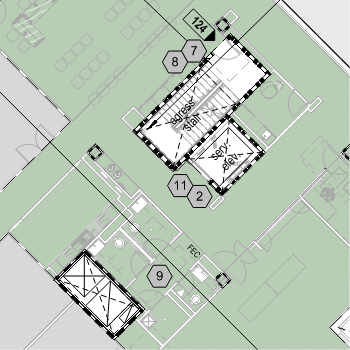 124
7
8
egress
stair
serv.
elev.
11
2
FEC
9